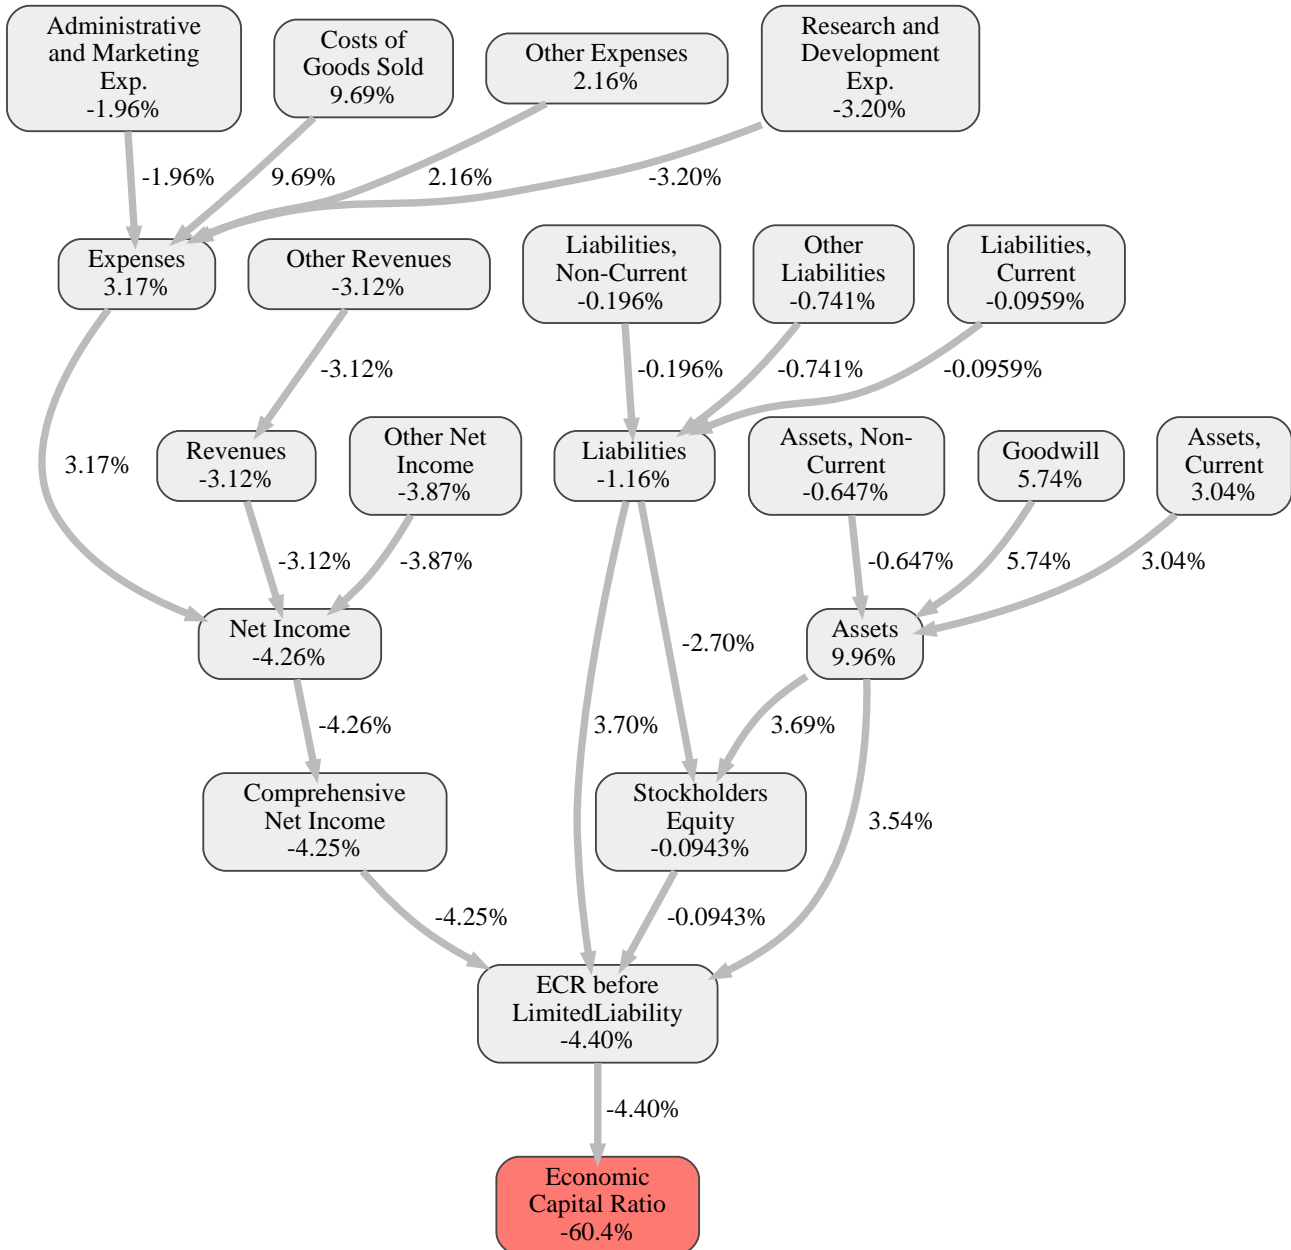 Administrative
and Marketing
Exp.
-1.96%
Costs of
Goods Sold
9.69%
Other Expenses
2.16%
Research and
Development
Exp.
-3.20%
-1.96%
9.69%
2.16%
-3.20%
Expenses
3.17%
Other Revenues
-3.12%
Liabilities,
Non-Current
-0.196%
Other
Liabilities
-0.741%
Liabilities,
Current
-0.0959%
-3.12%
-0.196%
-0.741%
-0.0959%
3.17%
Revenues
-3.12%
Other Net
Income
-3.87%
Liabilities
-1.16%
Assets, Non-
Current
-0.647%
Goodwill
5.74%
Assets,
Current
3.04%
-3.12%
-3.87%
-0.647%
5.74%
3.04%
Net Income
-4.26%
-2.70%
Assets
9.96%
-4.26%
3.70%
3.69%
Comprehensive
Net Income
-4.25%
Stockholders
Equity
-0.0943%
3.54%
-4.25%
-0.0943%
ECR before
LimitedLiability
-4.40%
-4.40%
Economic
Capital Ratio
-60.4%